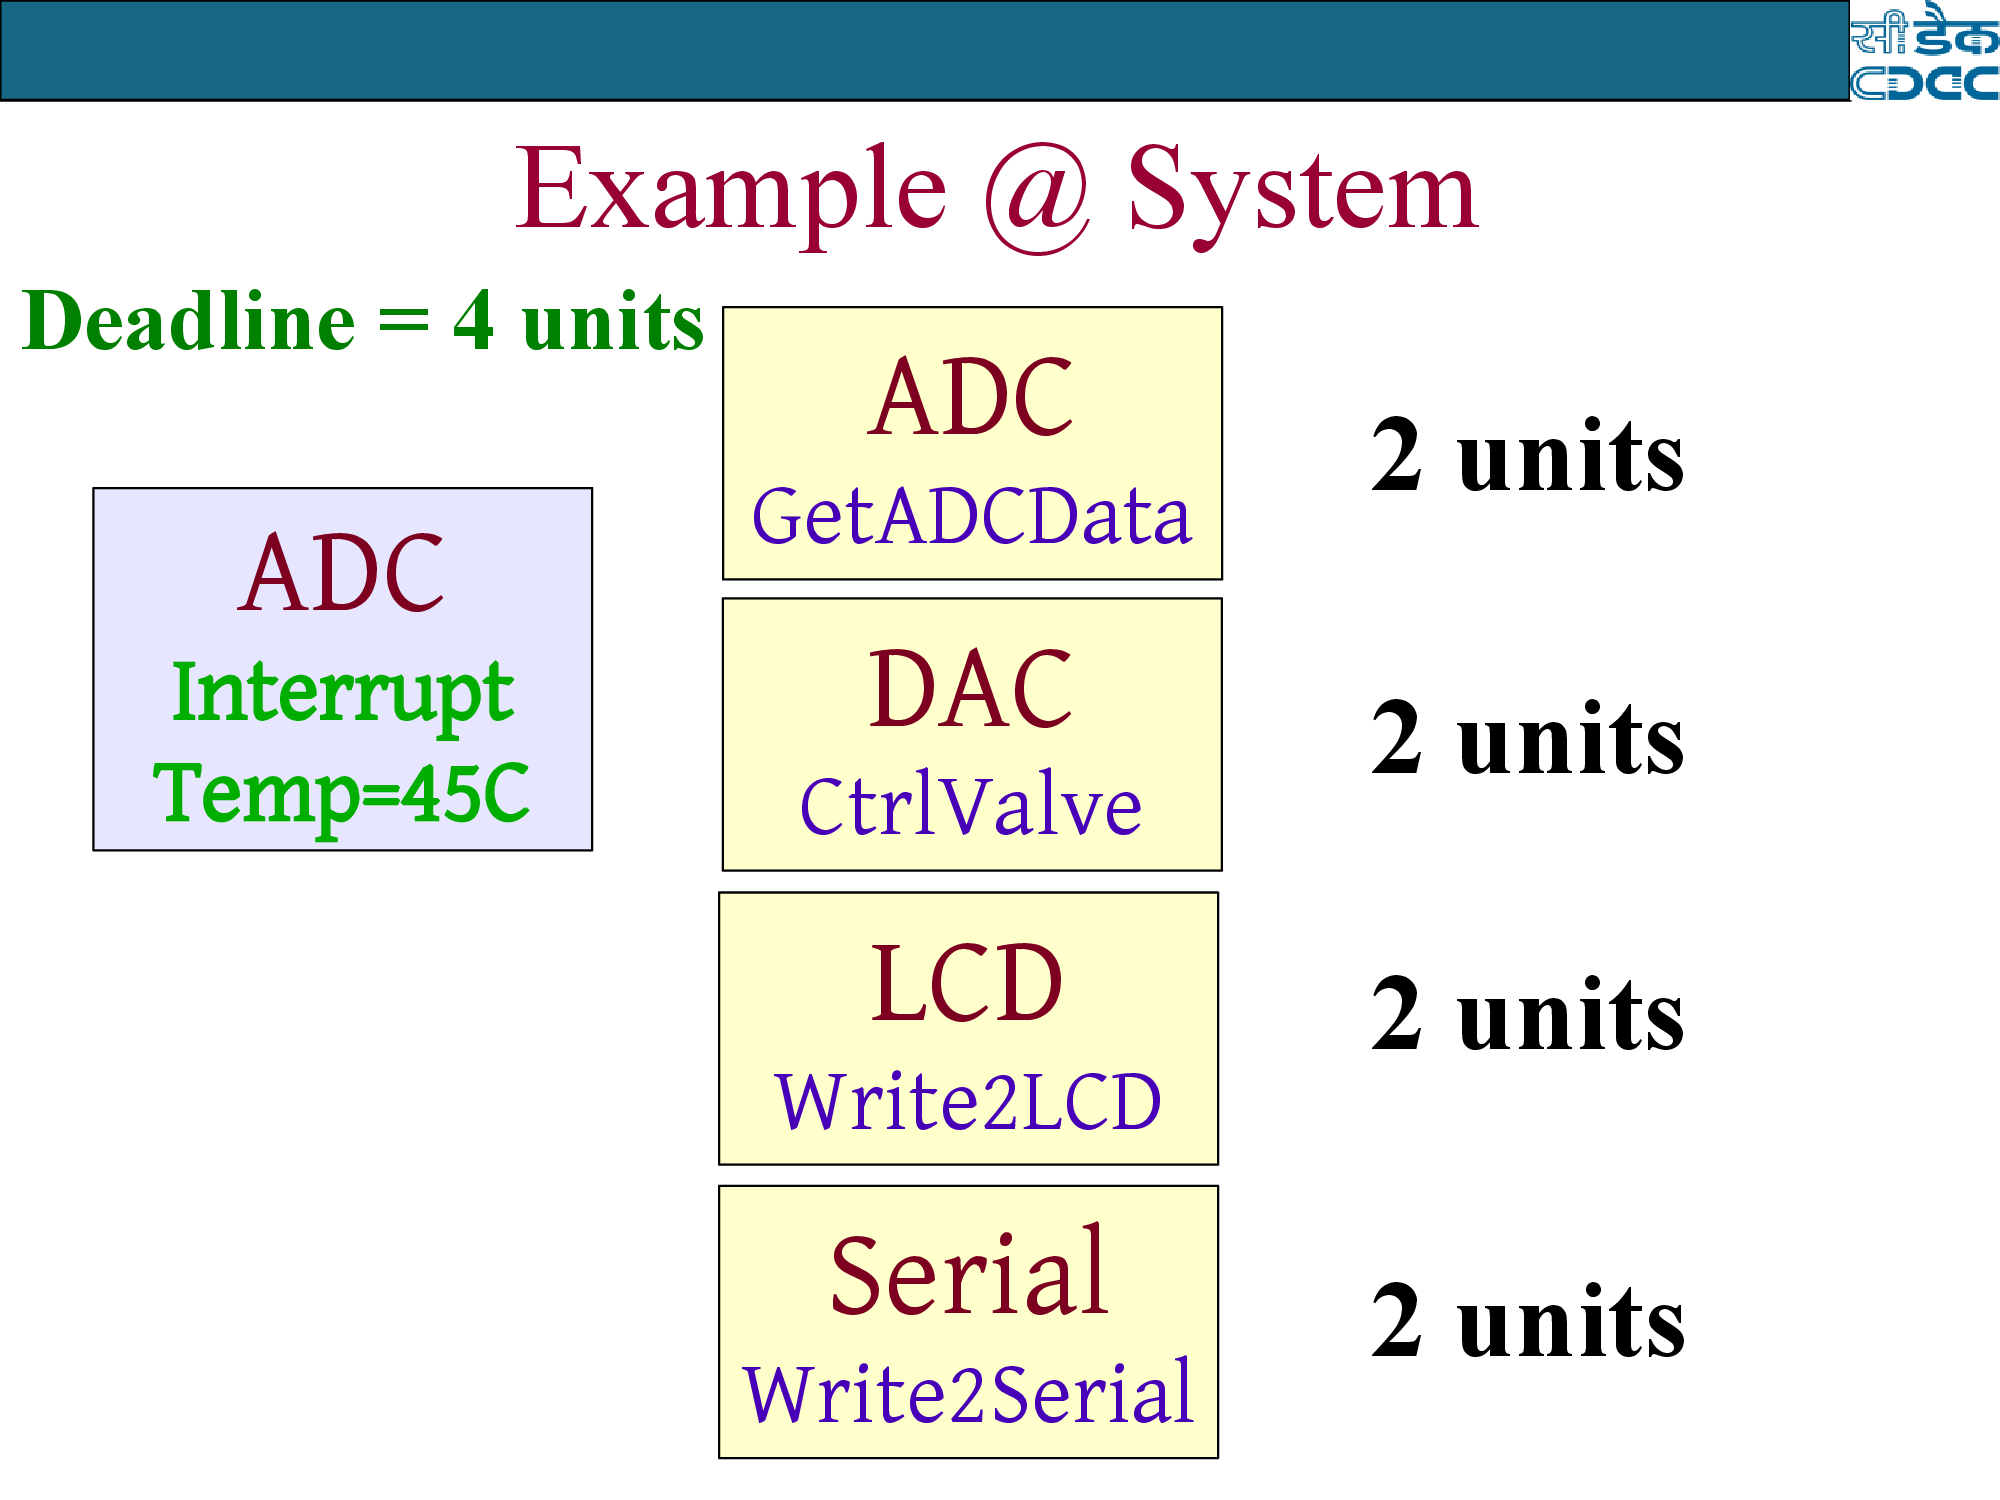 सी डैक
CDAC
Example @ System
Deadline = 4 units
ADC
Interrupt
Temp=45C
ADC
GetADCData
2 units
DAC
CtrlValve
2 units
LCD
Write2LCD
2 units
Serial
Write2Serial
2 units